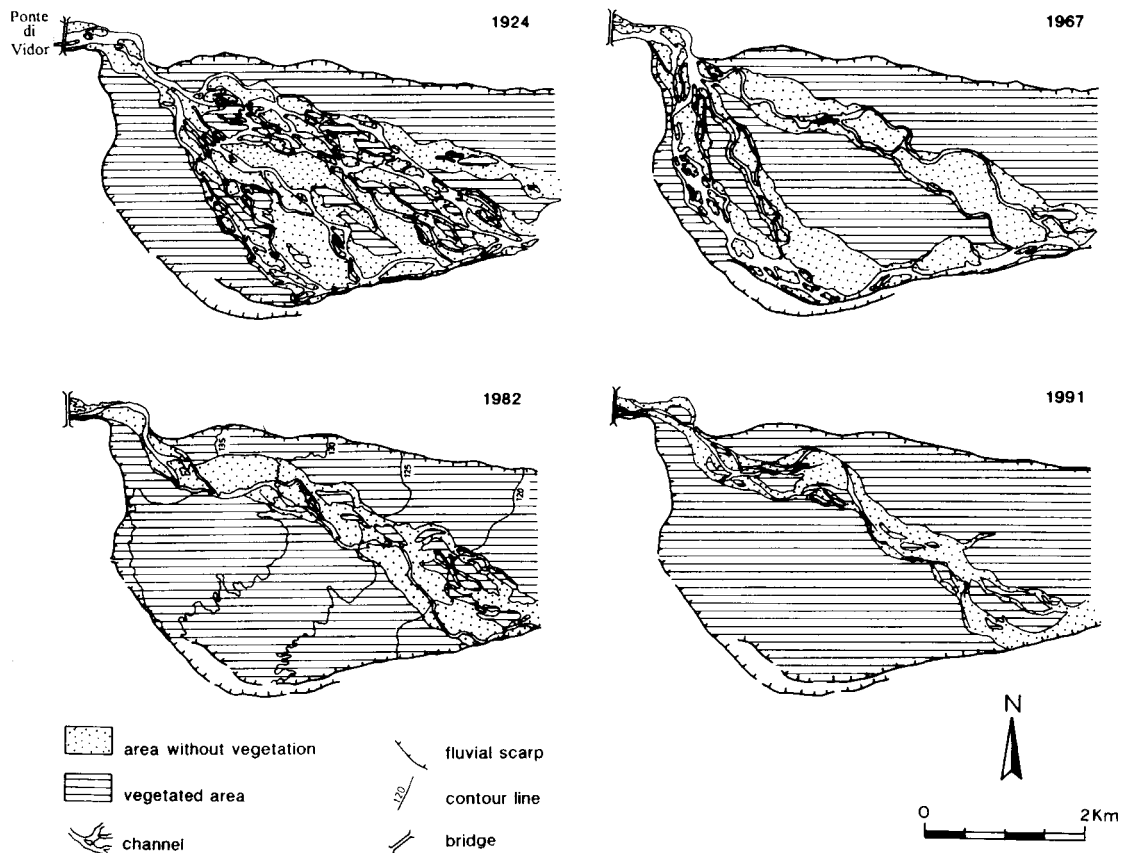 Ponte
di
Vidor
1924
1967
1982
135
130
125
120
1991
area without vegetation
vegetated area
channel
fluvial scarp
120
contour line
bridge
N
0 2Km